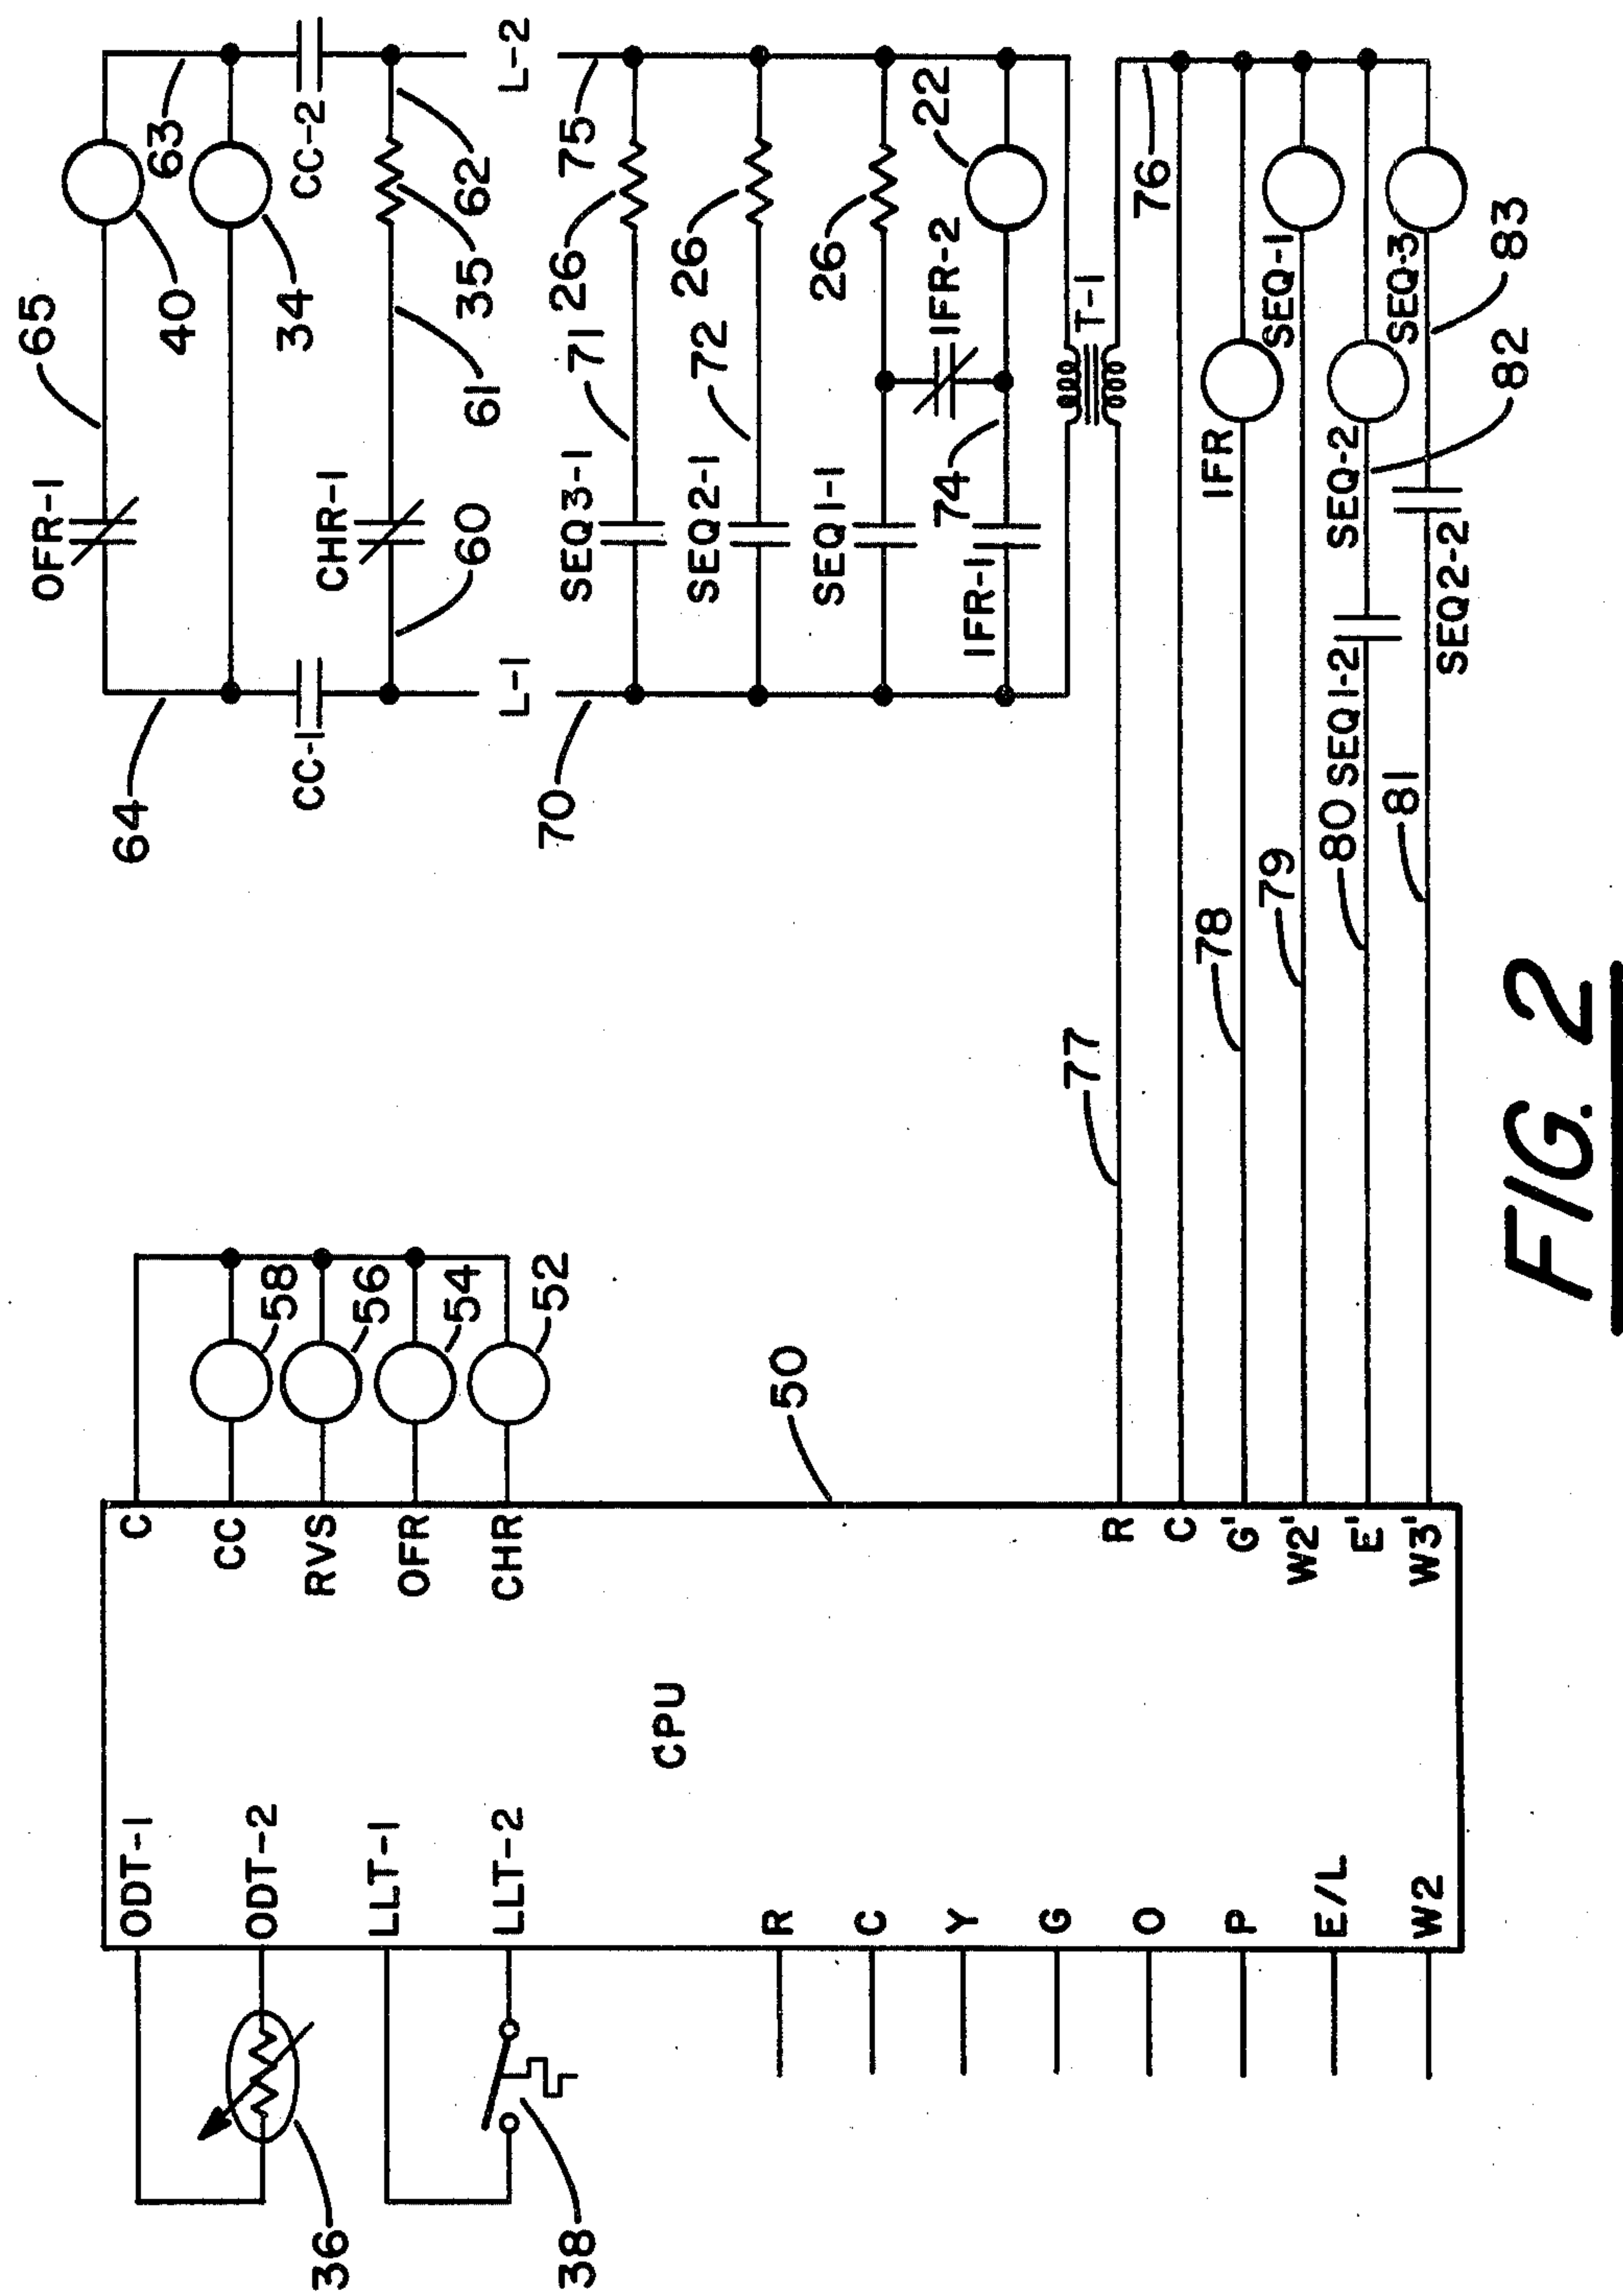 36
38
ODT-1
ODT-2
LLT-1
LLT-2
R
C
Y
G
O
P
E/L
W2
CPU
C
CC
RVS
OFR
CHR
R
C
G'
W2'
E'
W3'
50
58
56
54
52
77
78
79
80
81
64
65
OFR-1
40
63
34
CC-1
CC-2
CHR-1
60
61
35
62
L-1
L-2
70
75
SEQ3-1
71
26
SEQ2-1
72
26
SEQ1-1
26
IFR-2
22
IFR-1
74
T-1
76
IFR
SEQ-1
SEQ1-2
SEQ-2
SEQ-3
SEQ2-2
82
83
FIG. 2